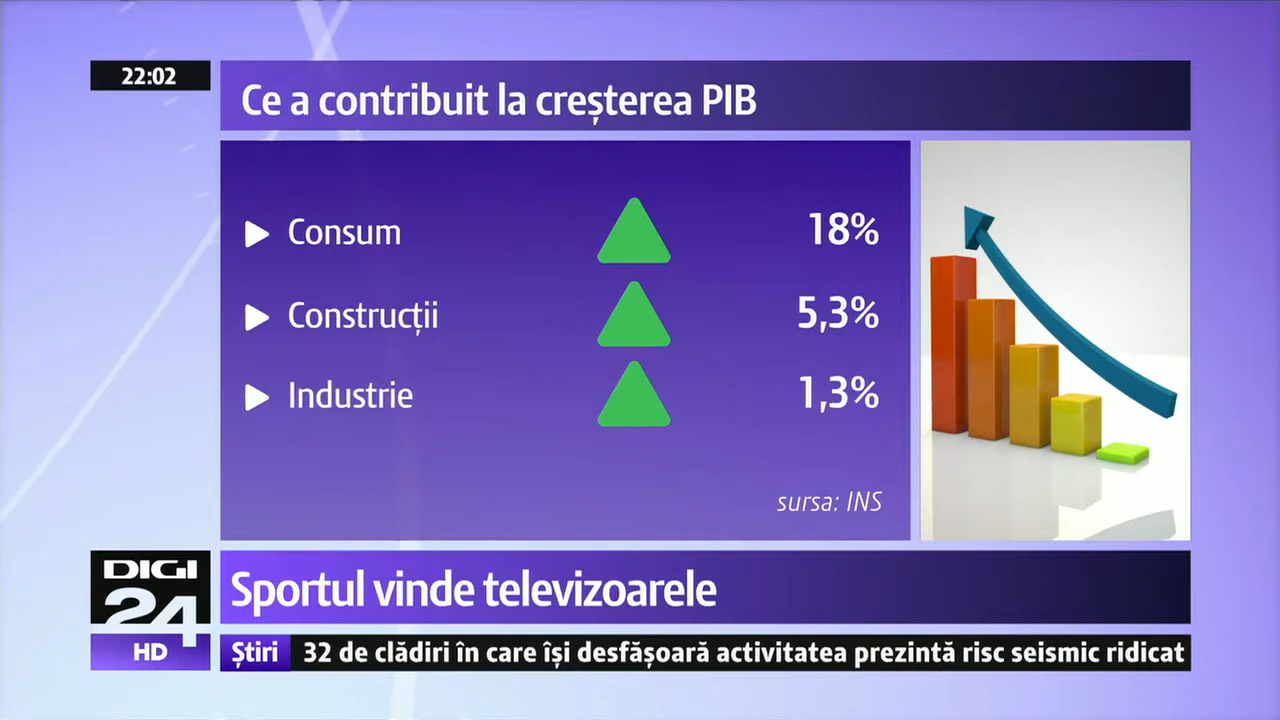 22:02
Ce a contribuit la creșterea PIB
Consum 18%
Construcții 5,3%
Industrie 1,3%
sursa: INS
DIGI
24
HD
Sportul vinde televizoarele
Știri 32 de clădiri în care își desfășoară activitatea prezintă risc seismic ridicat